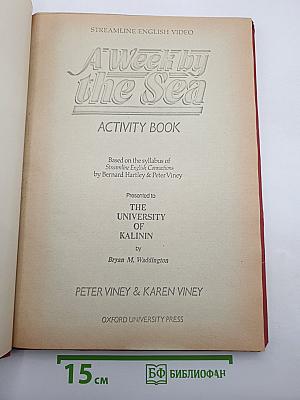 STREAMLINE ENGLISH VIDEO
A Week by
the Sea
ACTIVITY BOOK
Based on the syllabus of
Streamline English Connections
by Bernard Hartley & Peter Viney
Presented to
THE
UNIVERSITY
OF
KALININ
by
Bryan M. Waddington
PETER VINEY & KAREN VINEY
OXFORD UNIVERSITY PRESS
15 см
БФ БИБЛИОФАН